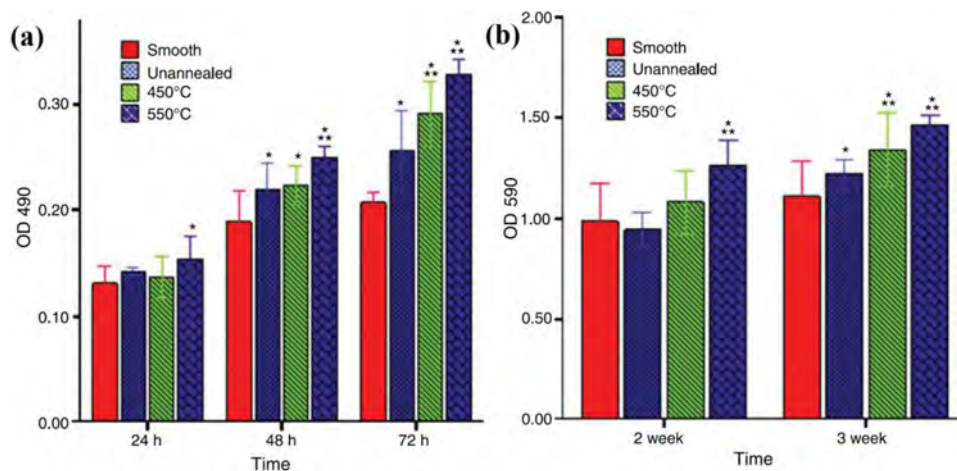 (a)
OD 490
0.30
0.20
0.10
0.00
Smooth
Unannealed
450°C
550°C
*
*
*
*
**
*
*
**
*
**
24 h
48 h
72 h
Time
(b)
OD 590
2.00
1.50
1.00
0.50
0.00
Smooth
Unannealed
450°C
550°C
*
**
*
*
**
*
**
2 week
3 week
Time